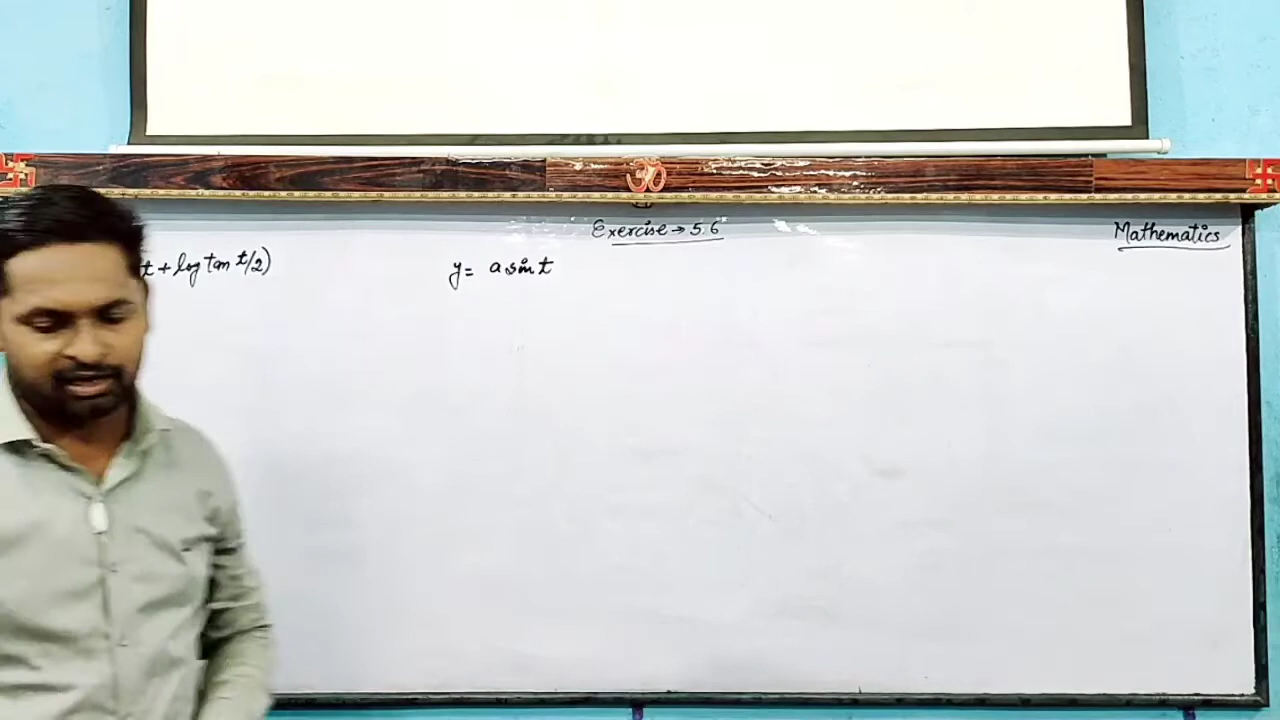 Exercise → 5.6
Mathematics
t + log tan t/2)
y = a sin t
ॐ